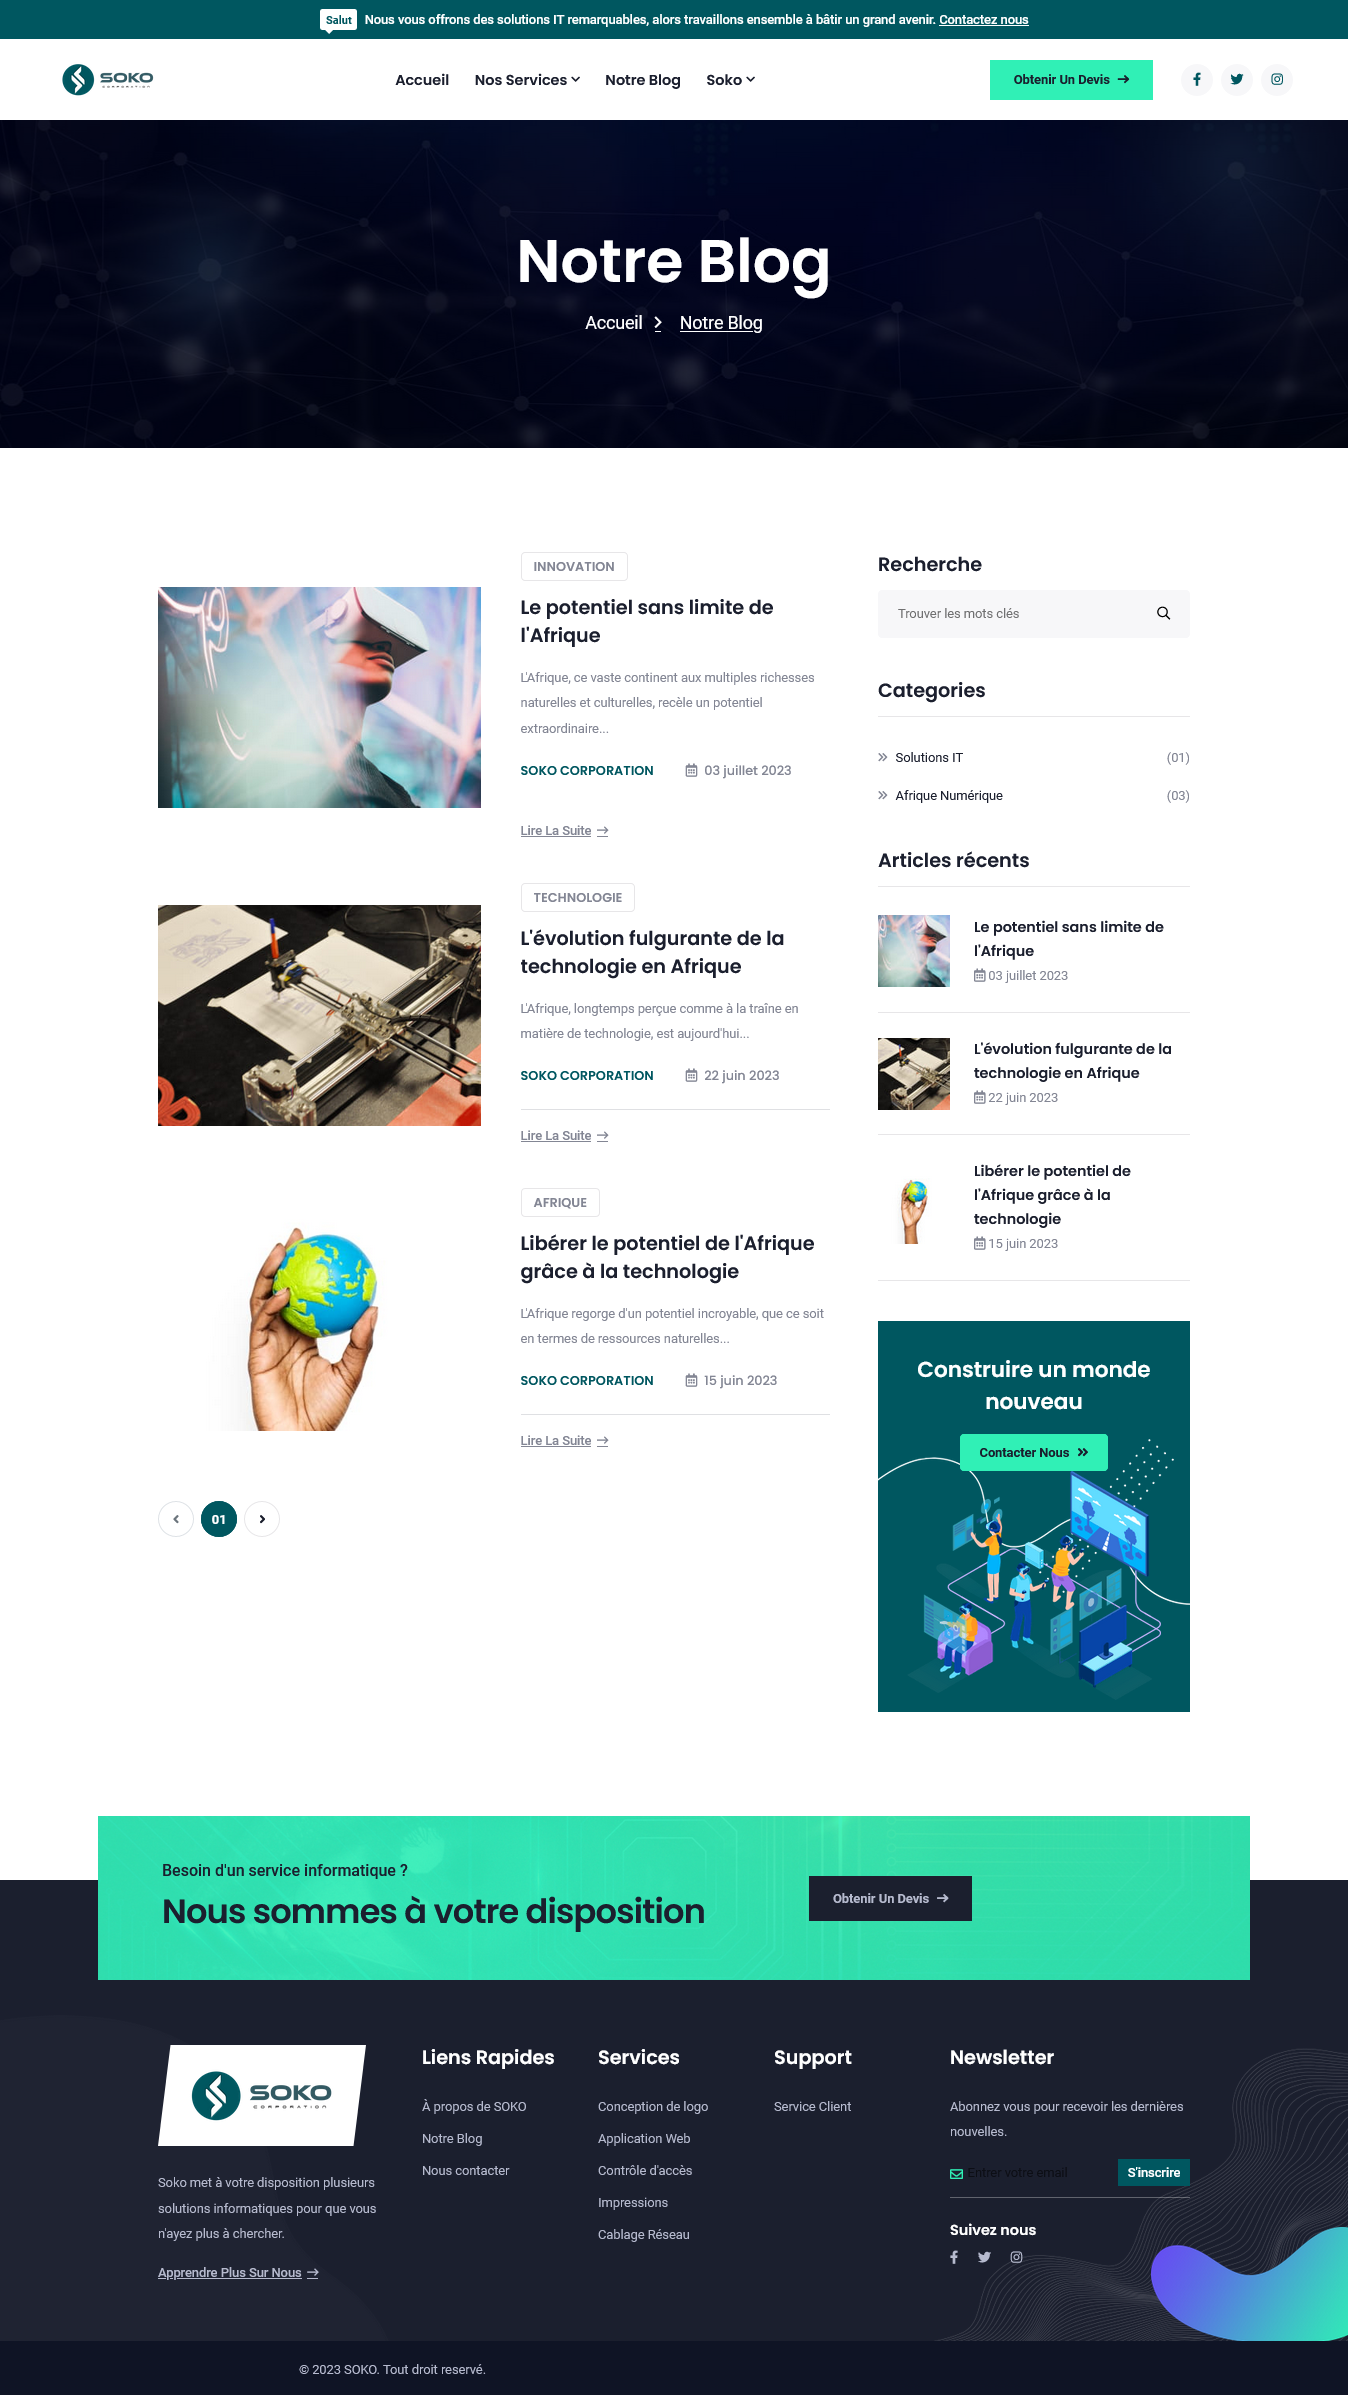 Salut Nous vous offrons des solutions IT remarquables, alors travaillons ensemble à bâtir un grand avenir. Contactez nous
SOKO
CORPORATION
Accueil Nos Services Notre Blog Soko
Obtenir Un Devis
Notre Blog
Accueil Notre Blog
INNOVATION
Le potentiel sans limite de
l'Afrique
L'Afrique, ce vaste continent aux multiples richesses
naturelles et culturelles, recèle un potentiel
extraordinaire...
SOKO CORPORATION 03 juillet 2023
Lire La Suite
TECHNOLOGIE
L'évolution fulgurante de la
technologie en Afrique
L'Afrique, longtemps perçue comme à la traîne en
matière de technologie, est aujourd'hui...
SOKO CORPORATION 22 juin 2023
Lire La Suite
AFRIQUE
Libérer le potentiel de l'Afrique
grâce à la technologie
L'Afrique regorge d'un potentiel incroyable, que ce soit
en termes de ressources naturelles...
SOKO CORPORATION 15 juin 2023
Lire La Suite
01
Recherche
Trouver les mots clés
Categories
Solutions IT (01)
Afrique Numérique (03)
Articles récents
Le potentiel sans limite de
l'Afrique
03 juillet 2023
L'évolution fulgurante de la
technologie en Afrique
22 juin 2023
Libérer le potentiel de
l'Afrique grâce à la
technologie
15 juin 2023
Construire un monde
nouveau
Contacter Nous
Besoin d'un service informatique ?
Nous sommes à votre disposition
Obtenir Un Devis
SOKO
CORPORATION
Soko met à votre disposition plusieurs
solutions informatiques pour que vous
n'ayez plus à chercher.
Apprendre Plus Sur Nous
Liens Rapides
À propos de SOKO
Notre Blog
Nous contacter
Services
Conception de logo
Application Web
Contrôle d'accès
Impressions
Cablage Réseau
Support
Service Client
Newsletter
Abonnez vous pour recevoir les dernières
nouvelles.
Entrer votre email S'inscrire
Suivez nous
© 2023 SOKO. Tout droit reservé.